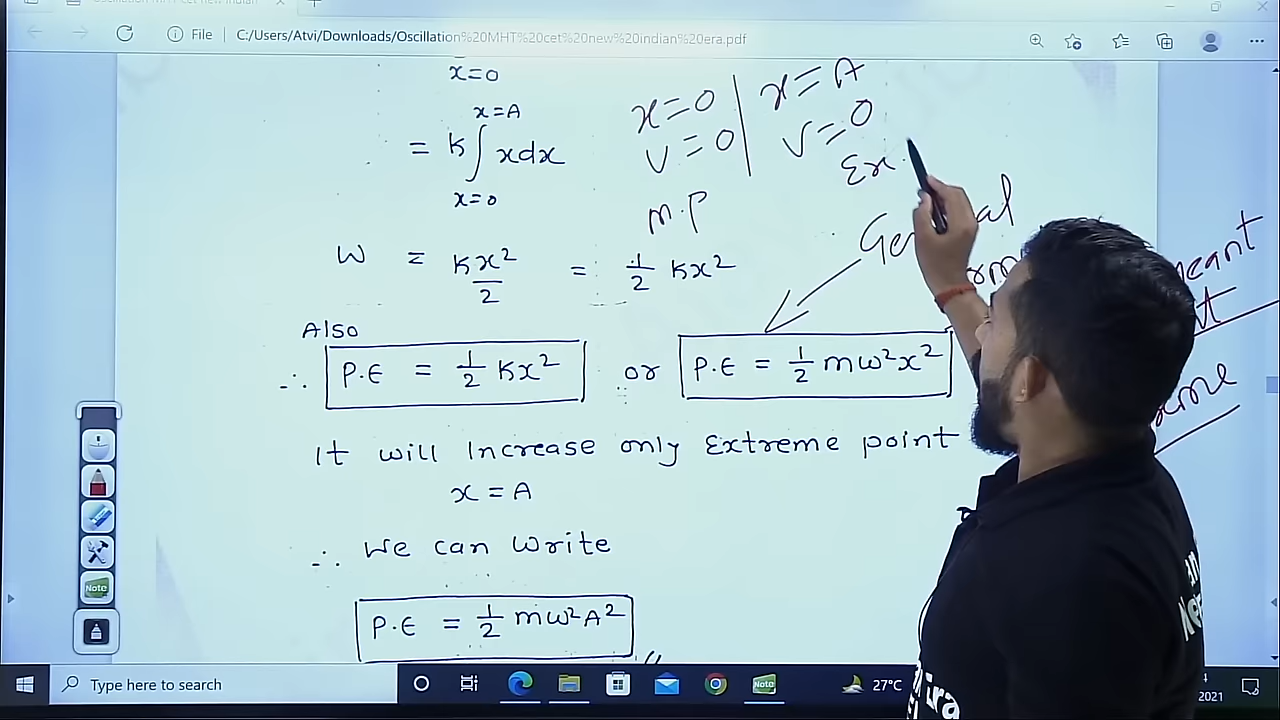 File C:/Users/Atvi/Downloads/Oscillation%20MHT%20cet%20new%20indian%20era.pdf
x=0
x=A
= K∫xdx
x=0
x=0 | x=A
v=0 | v=0
M.P
Ex.
W = Kx²/2 = 1/2 Kx²
Also
∴ P.E = 1/2 Kx² or P.E = 1/2 mω²x²
It will Increase only Extreme point
x = A
∴ We can Write
P.E = 1/2 mω²A²
Note
Type here to search
Note
27°C
2021